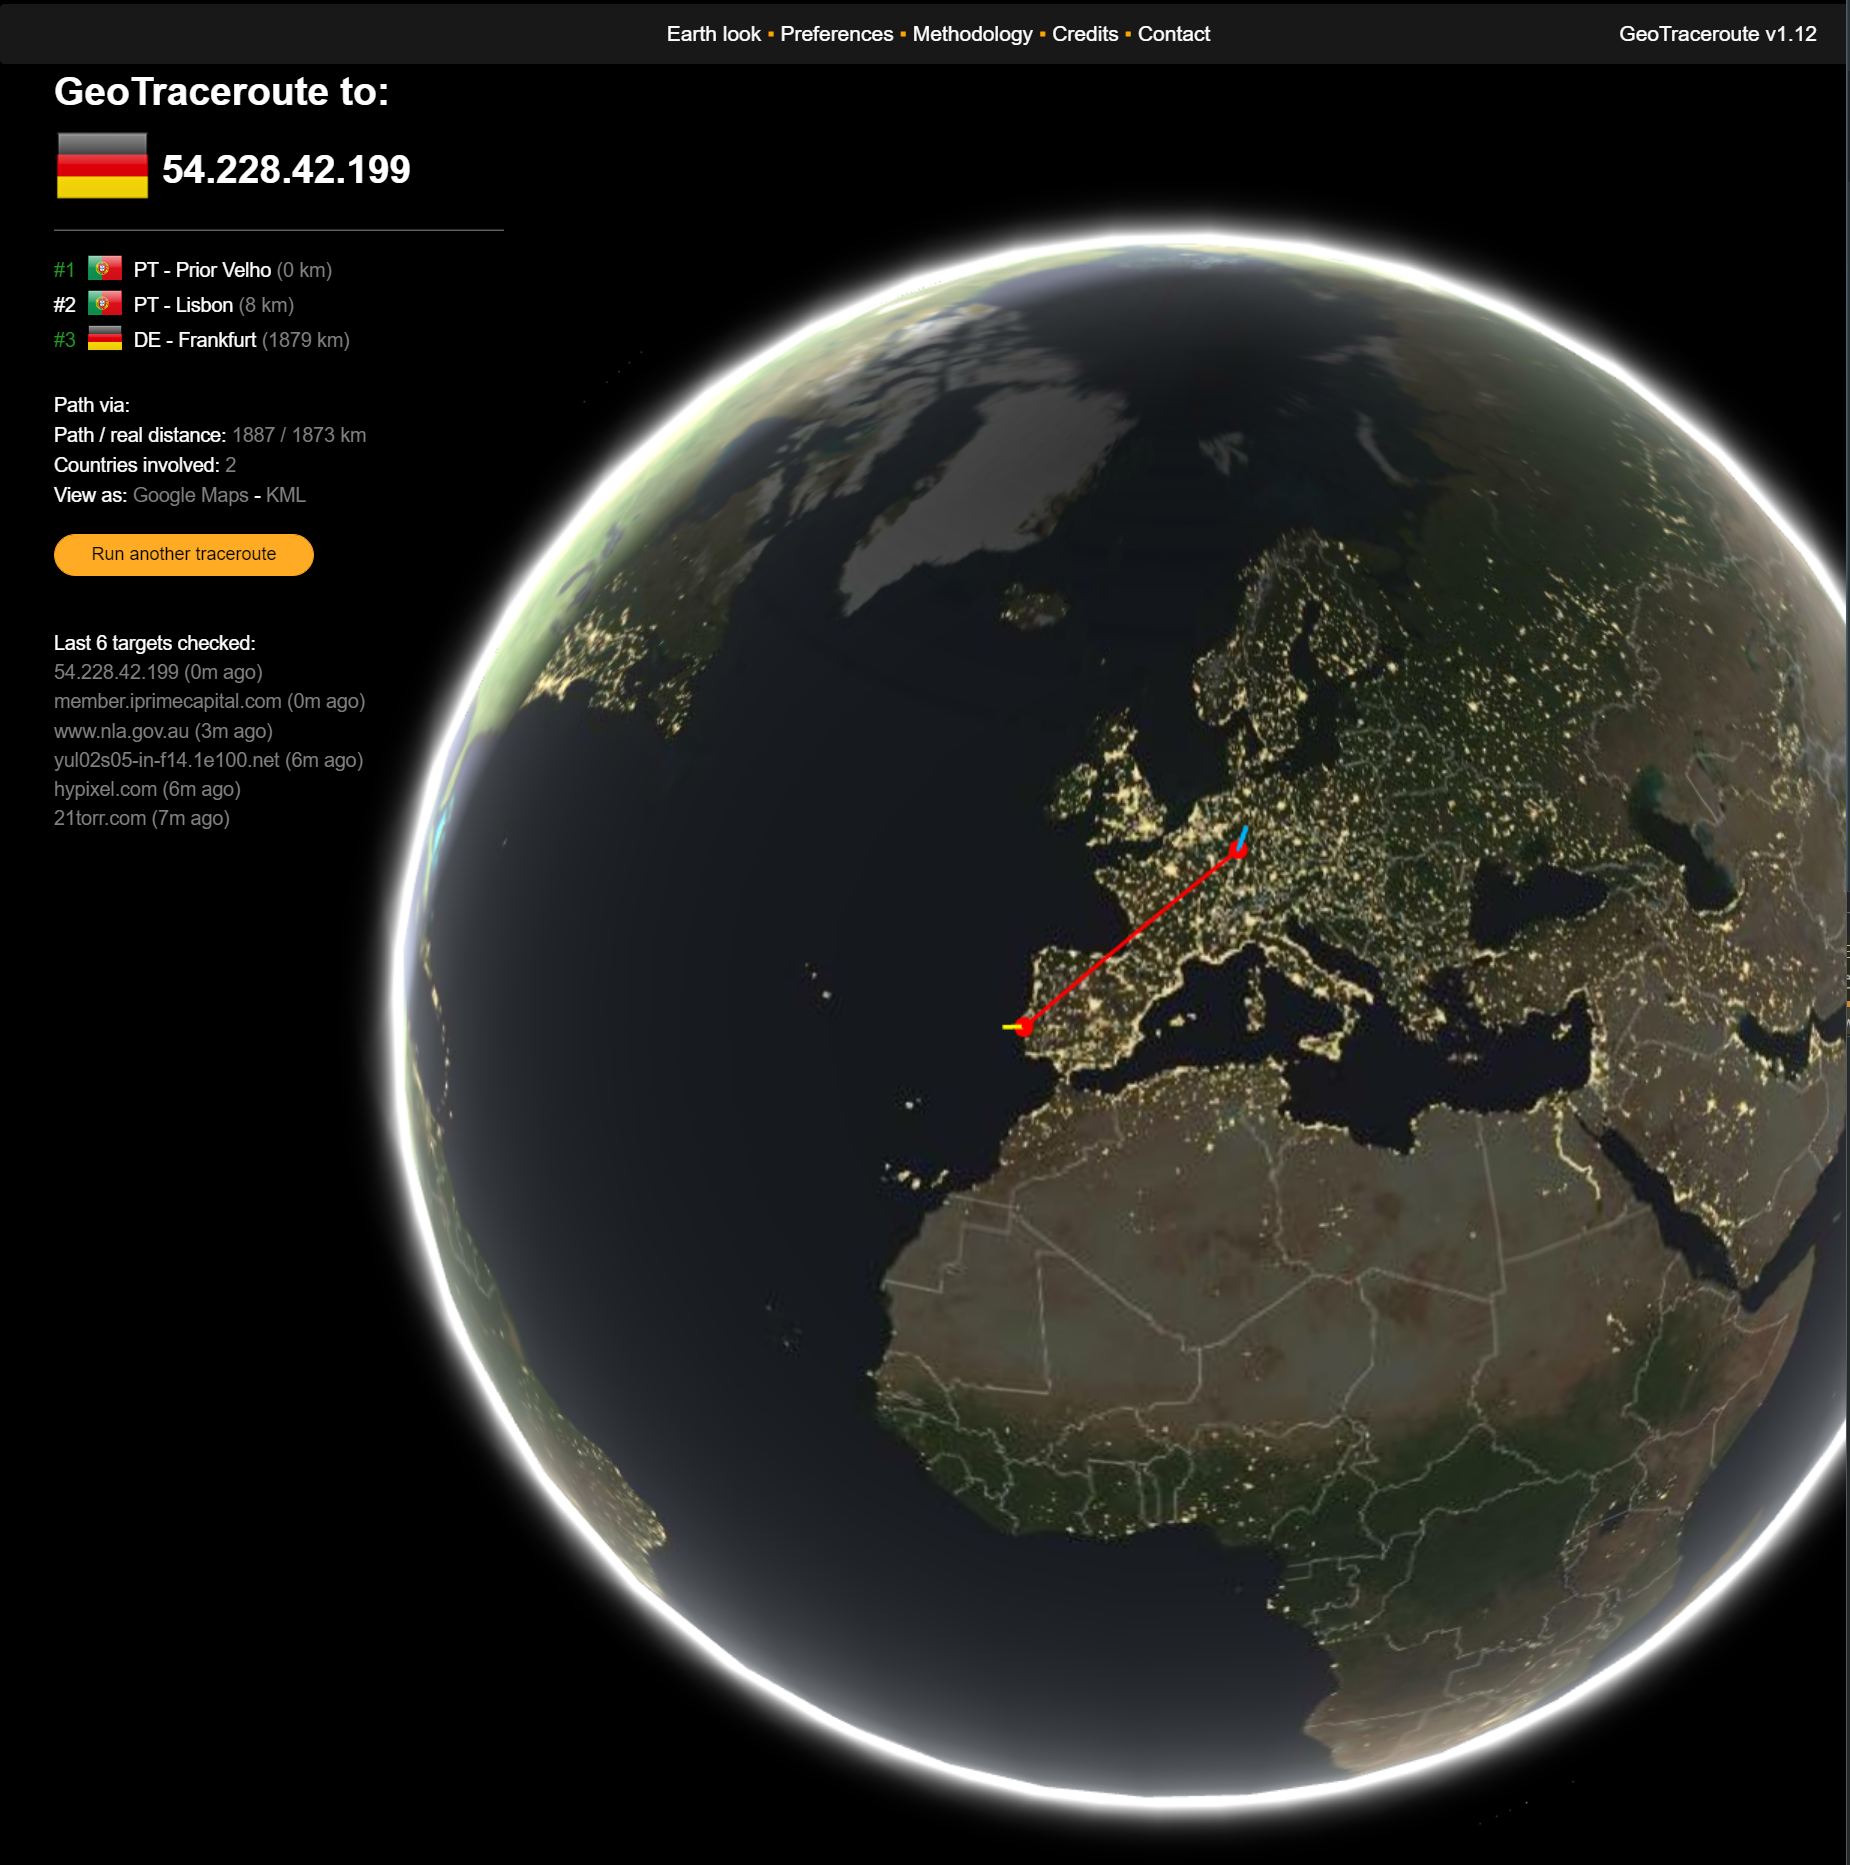 Earth look ▪ Preferences ▪ Methodology ▪ Credits ▪ Contact
GeoTraceroute v1.12
GeoTraceroute to:
54.228.42.199
#1 PT - Prior Velho (0 km)
#2 PT - Lisbon (8 km)
#3 DE - Frankfurt (1879 km)
Path via:
Path / real distance: 1887 / 1873 km
Countries involved: 2
View as: Google Maps - KML
Run another traceroute
Last 6 targets checked:
54.228.42.199 (0m ago)
member.iprimecapital.com (0m ago)
www.nla.gov.au (3m ago)
yul02s05-in-f14.1e100.net (6m ago)
hypixel.com (6m ago)
21torr.com (7m ago)